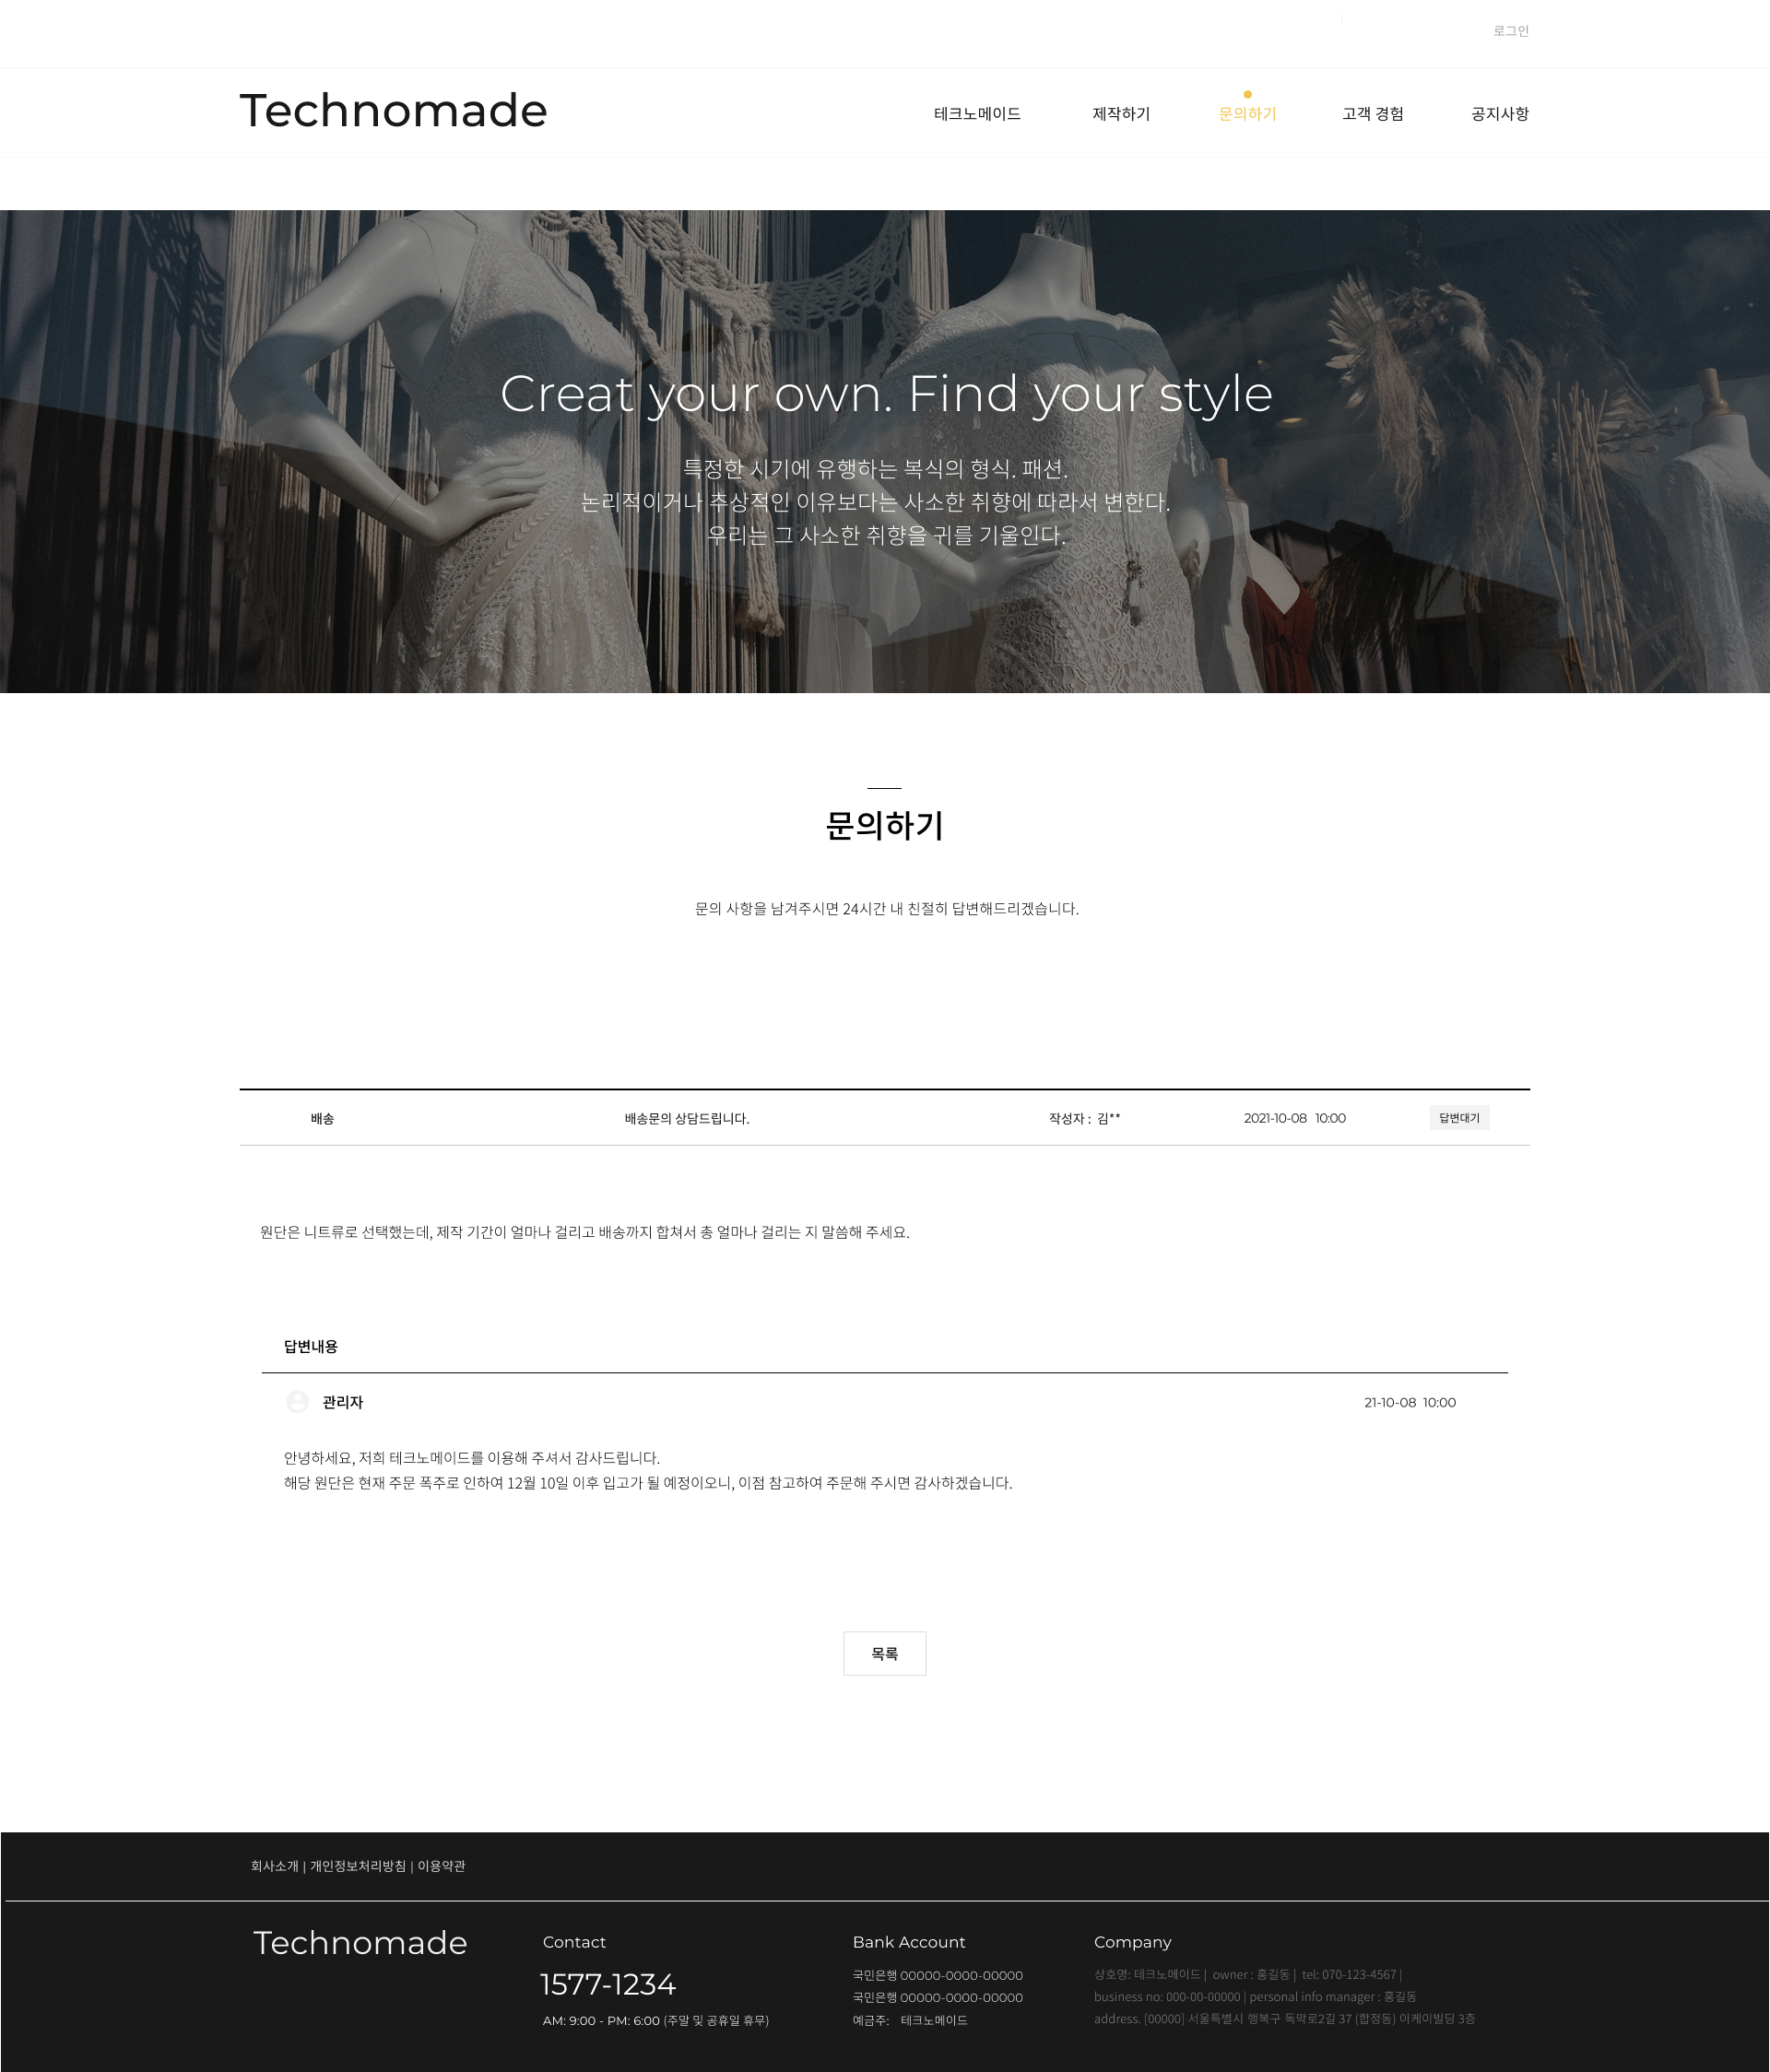 로그인
Technomade
테크노메이드 제작하기 문의하기 고객 경험 공지사항
Creat your own. Find your style
특정한 시기에 유행하는 복식의 형식. 패션.
논리적이거나 추상적인 이유보다는 사소한 취향에 따라서 변한다.
우리는 그 사소한 취향을 귀를 기울인다.
문의하기
문의 사항을 남겨주시면 24시간 내 친절히 답변해드리겠습니다.
배송 배송문의 상담드립니다. 작성자 : 김** 2021-10-08 10:00 답변대기
원단은 니트류로 선택했는데, 제작 기간이 얼마나 걸리고 배송까지 합쳐서 총 얼마나 걸리는 지 말씀해 주세요.
답변내용
관리자 21-10-08 10:00
안녕하세요, 저희 테크노메이드를 이용해 주셔서 감사드립니다.
해당 원단은 현재 주문 폭주로 인하여 12월 10일 이후 입고가 될 예정이오니, 이점 참고하여 주문해 주시면 감사하겠습니다.
목록
회사소개 | 개인정보처리방침 | 이용약관
Technomade
Contact
1577-1234
AM: 9:00 - PM: 6:00 (주말 및 공휴일 휴무)
Bank Account
국민은행 00000-0000-00000
국민은행 00000-0000-00000
예금주: 테크노메이드
Company
상호명: 테크노메이드 | owner : 홍길동 | tel: 070-123-4567 |
business no: 000-00-00000 | personal info manager : 홍길동
address. [00000] 서울특별시 행복구 독막로2길 37 (합정동) 이케이빌딩 3층